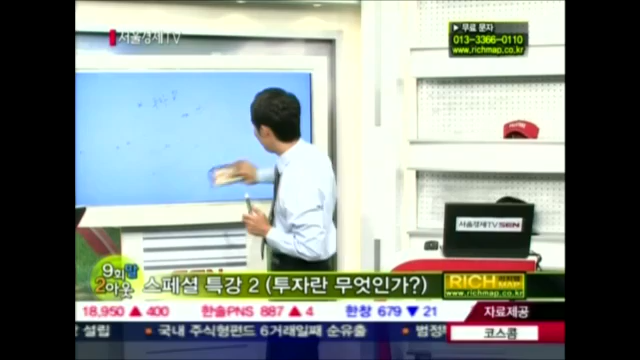 서울경제TV
▶ 무료 문자
013-3366-0110
www.richmap.co.kr
서울경제TV SEN
9회말
2아웃
스페셜 특강 2 (투자란 무엇인가?)
RICH
MAP
www.richmap.co.kr
18,950 ▲ 400 한솔PNS 887 ▲ 4 한창 679 ▼ 21
자료제공
설립 • 국내 주식형펀드 6거래일째 순유출 • 범정
코스콤